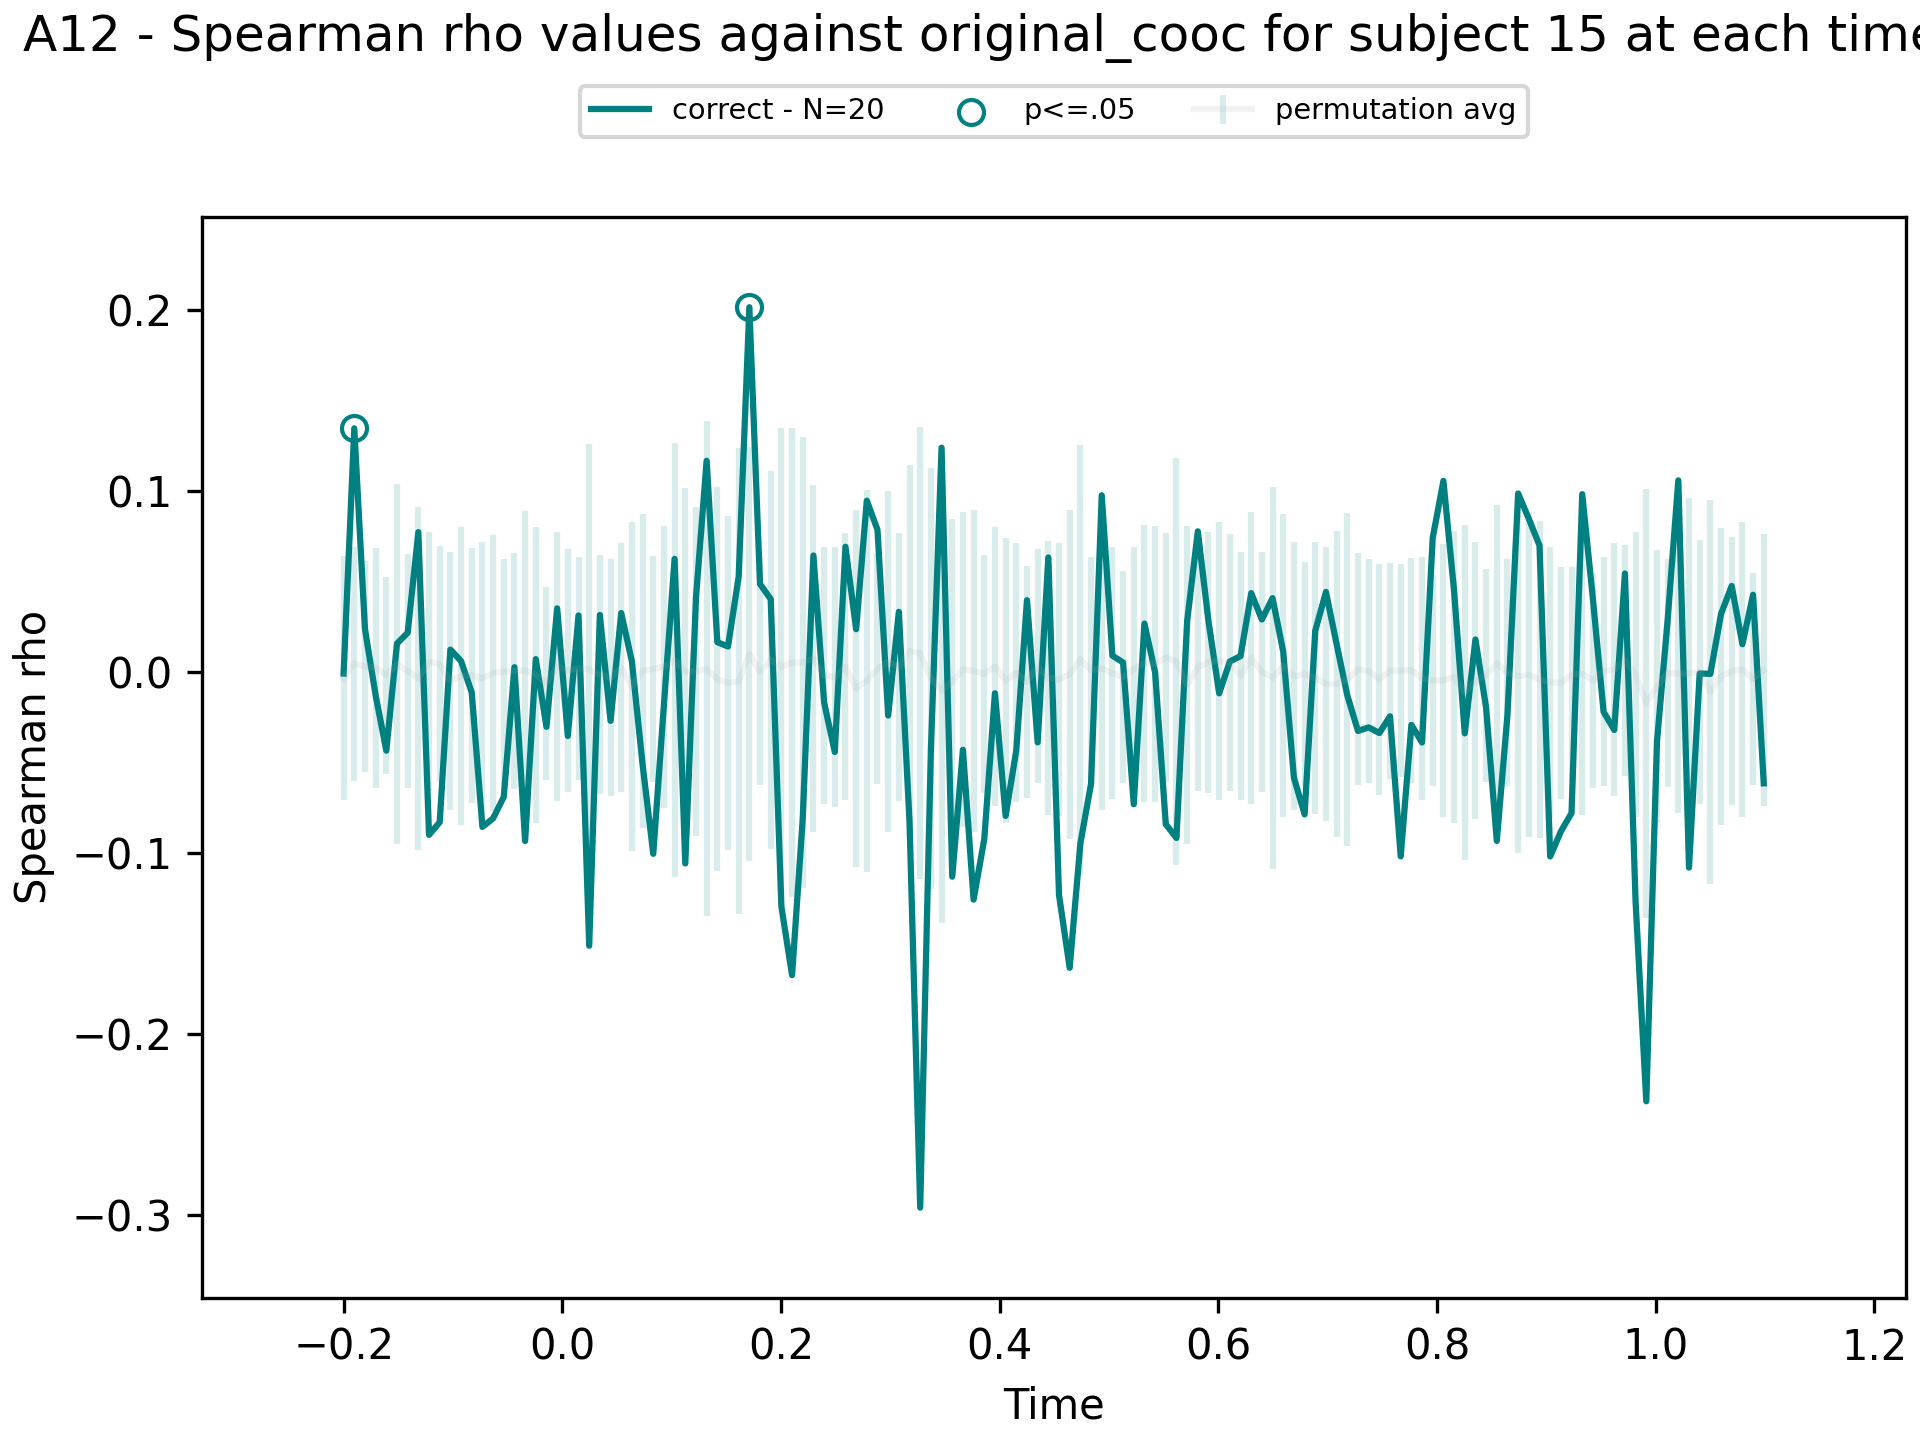 A12 - Spearman rho values against original_cooc for subject 15 at each time
correct - N=20 p<=.05 permutation avg
0.2
0.1
0.0
−0.1
−0.2
−0.3
Spearman rho
−0.2 0.0 0.2 0.4 0.6 0.8 1.0 1.2
Time